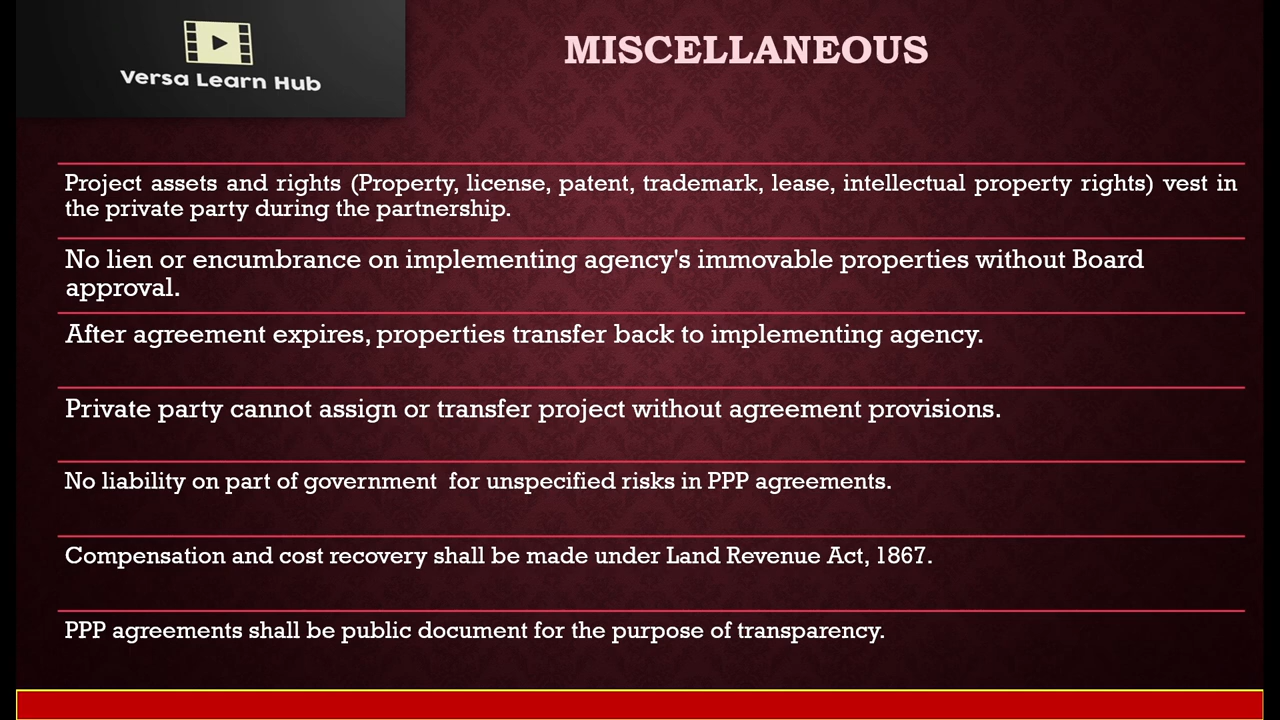 Versa Learn Hub
MISCELLANEOUS
Project assets and rights (Property, license, patent, trademark, lease, intellectual property rights) vest in
the private party during the partnership.
No lien or encumbrance on implementing agency's immovable properties without Board
approval.
After agreement expires, properties transfer back to implementing agency.
Private party cannot assign or transfer project without agreement provisions.
No liability on part of government  for unspecified risks in PPP agreements.
Compensation and cost recovery shall be made under Land Revenue Act, 1867.
PPP agreements shall be public document for the purpose of transparency.